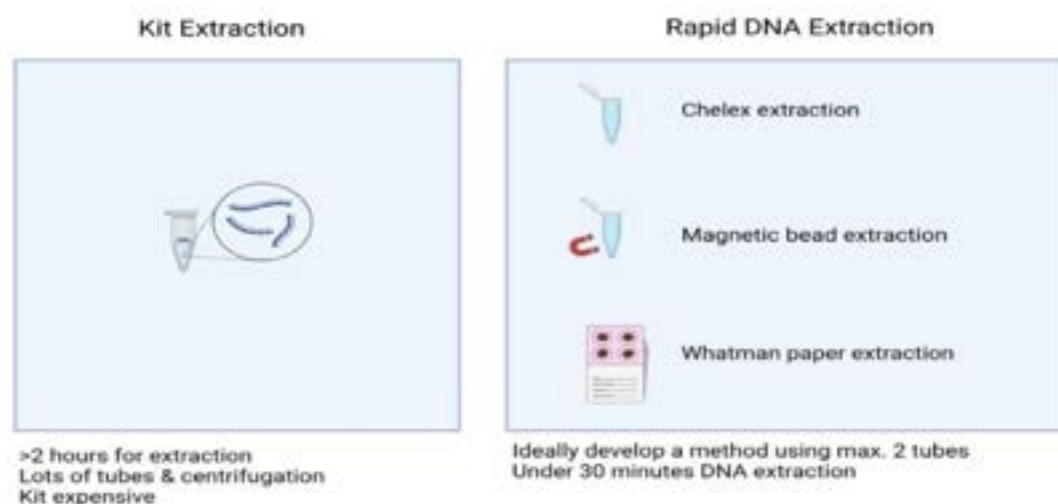 Kit Extraction
>2 hours for extraction
Lots of tubes & centrifugation
Kit expensive
Rapid DNA Extraction
Chelex extraction
Magnetic bead extraction
Whatman paper extraction
Ideally develop a method using max. 2 tubes
Under 30 minutes DNA extraction